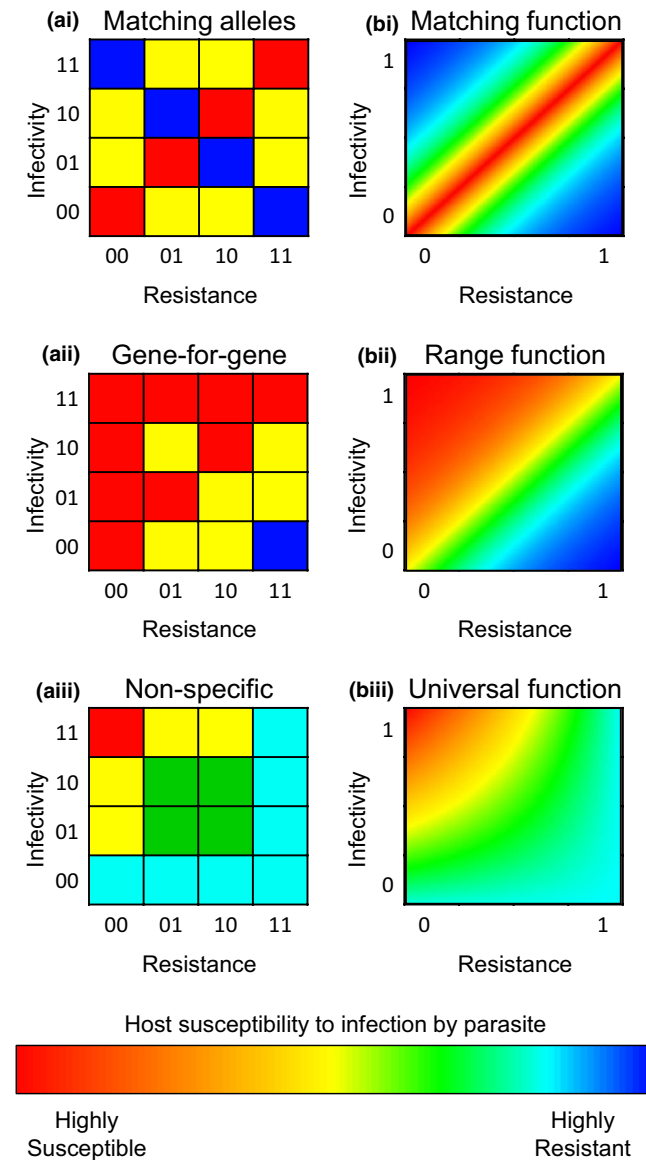 (ai) Matching alleles
Infectivity
11
10
01
00
00 01 10 11
Resistance
(bi) Matching function
Infectivity
1
0
0 1
Resistance
(aii) Gene-for-gene
Infectivity
11
10
01
00
00 01 10 11
Resistance
(bii) Range function
Infectivity
1
0
0 1
Resistance
(aiii) Non-specific
Infectivity
11
10
01
00
00 01 10 11
Resistance
(biii) Universal function
Infectivity
1
0
0 1
Resistance
Host susceptibility to infection by parasite
Highly
Susceptible
Highly
Resistant